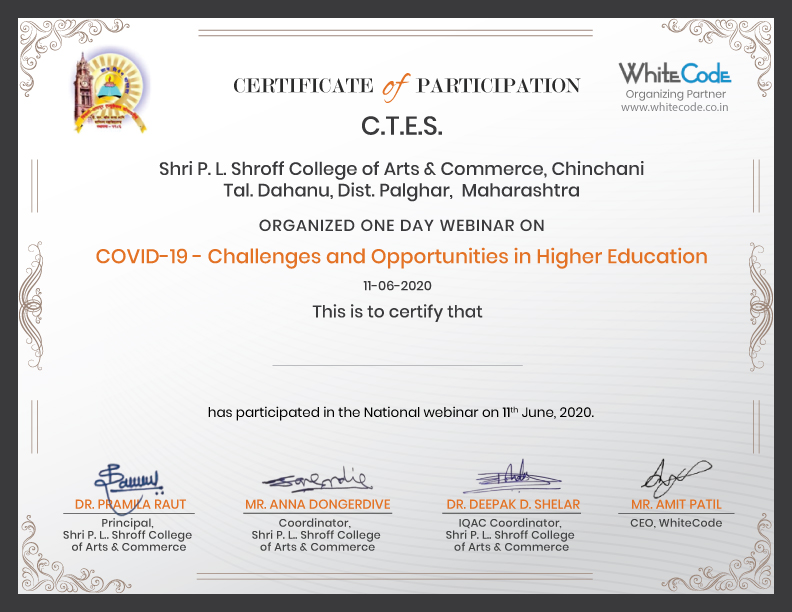 CERTIFICATE of PARTICIPATION
WhiteCode
Organizing Partner
www.whitecode.co.in
C.T.E.S.
Shri P. L. Shroff College of Arts & Commerce, Chinchani
Tal. Dahanu, Dist. Palghar, Maharashtra
ORGANIZED ONE DAY WEBINAR ON
COVID-19 - Challenges and Opportunities in Higher Education
11-06-2020
This is to certify that
has participated in the National webinar on 11th June, 2020.
DR. PRAMILA RAUT
Principal,
Shri P. L. Shroff College
of Arts & Commerce
MR. ANNA DONGERDIVE
Coordinator,
Shri P. L. Shroff College
of Arts & Commerce
DR. DEEPAK D. SHELAR
IQAC Coordinator,
Shri P. L. Shroff College
of Arts & Commerce
MR. AMIT PATIL
CEO, WhiteCode